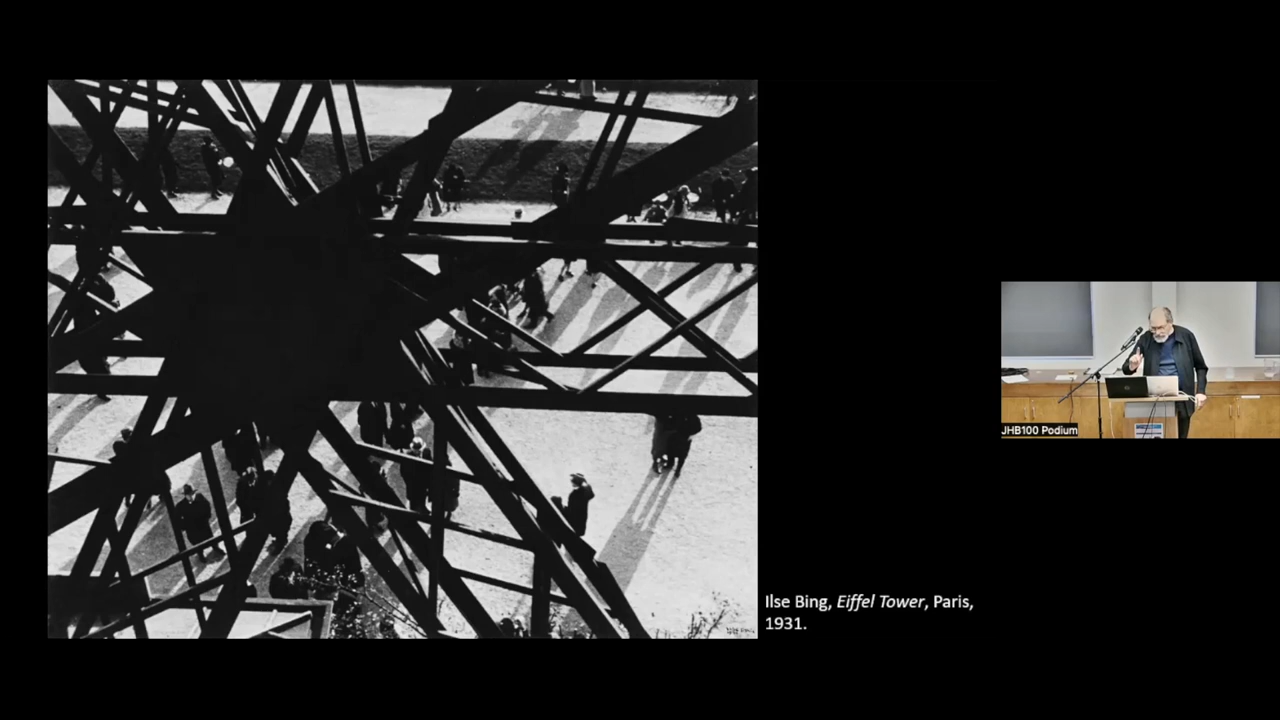 Ilse Bing, Eiffel Tower, Paris,
1931.
JHB100 Podium